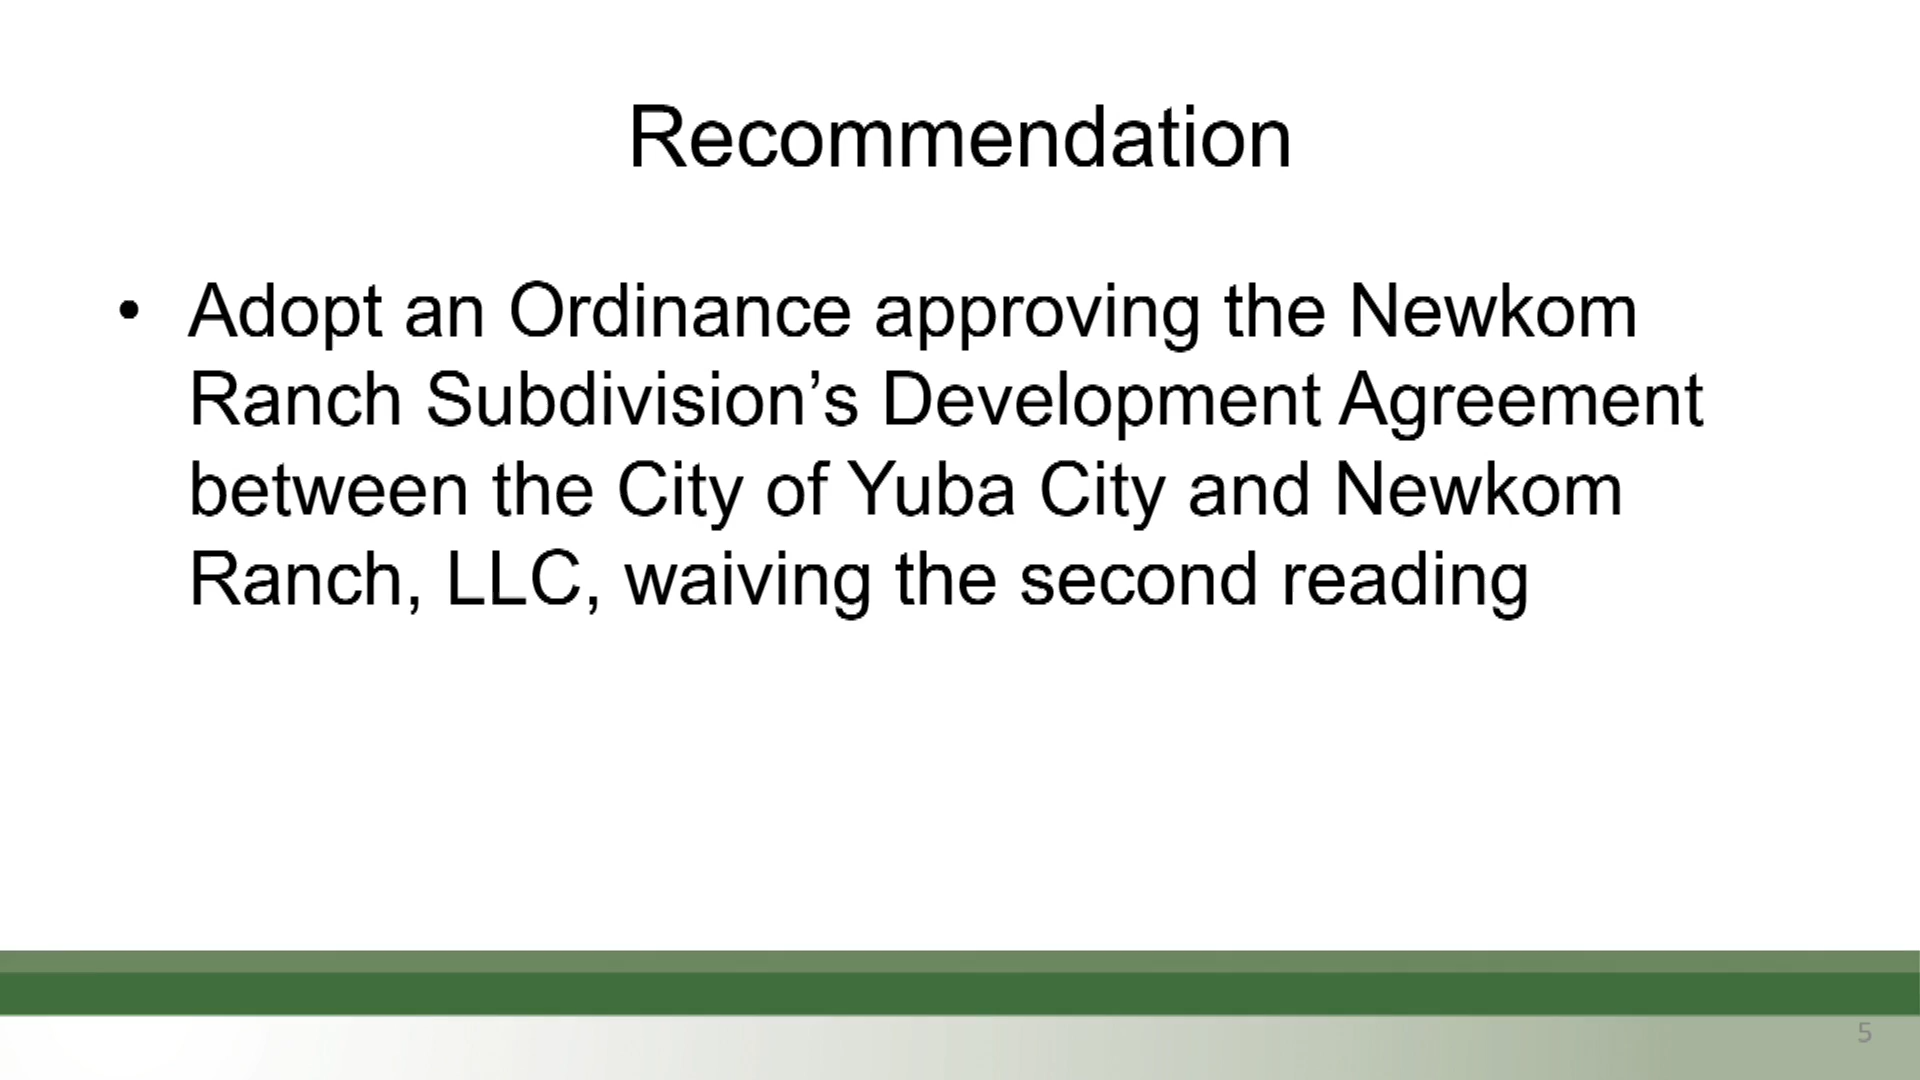 Recommendation
• Adopt an Ordinance approving the Newkom
Ranch Subdivision’s Development Agreement
between the City of Yuba City and Newkom
Ranch, LLC, waiving the second reading
5